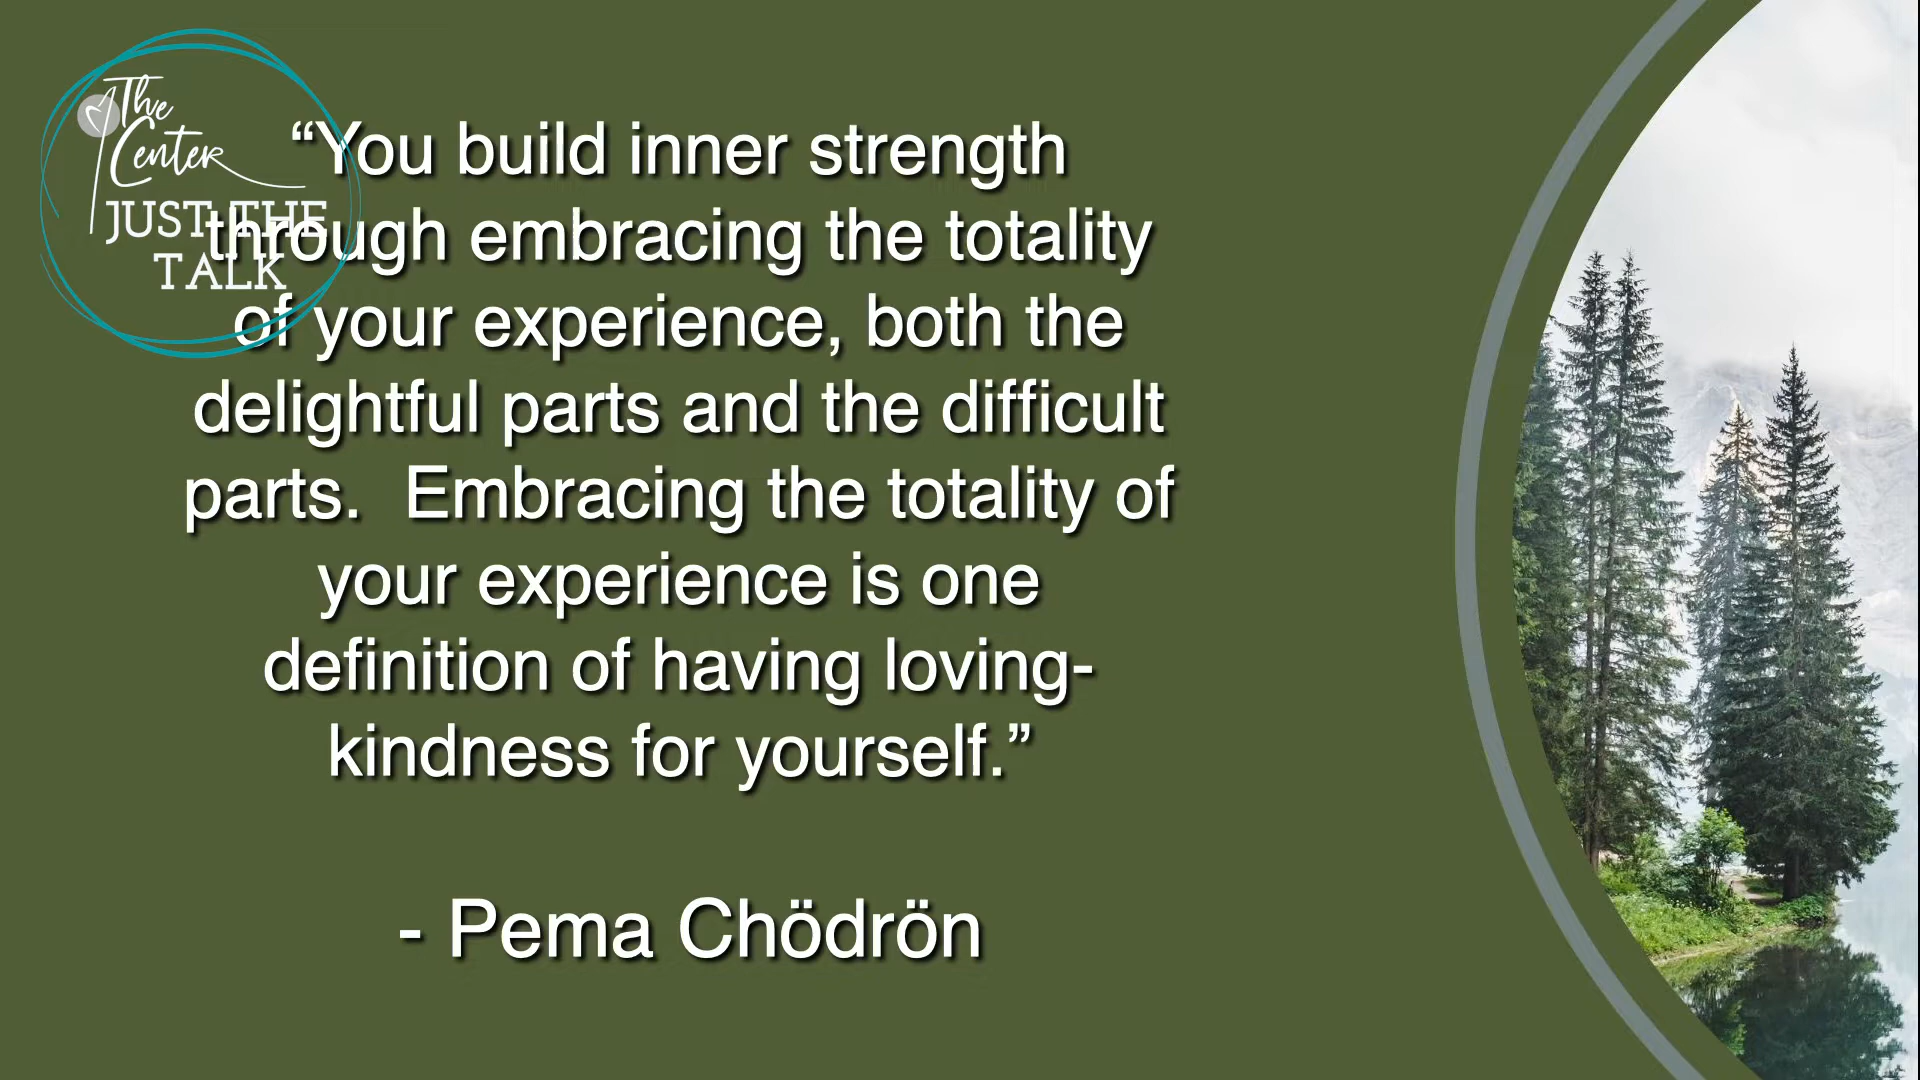 The
Center
JUST THE
TALK
“You build inner strength
through embracing the totality
of your experience, both the
delightful parts and the difficult
parts.  Embracing the totality of
your experience is one
definition of having loving-
kindness for yourself.”
- Pema Chödrön